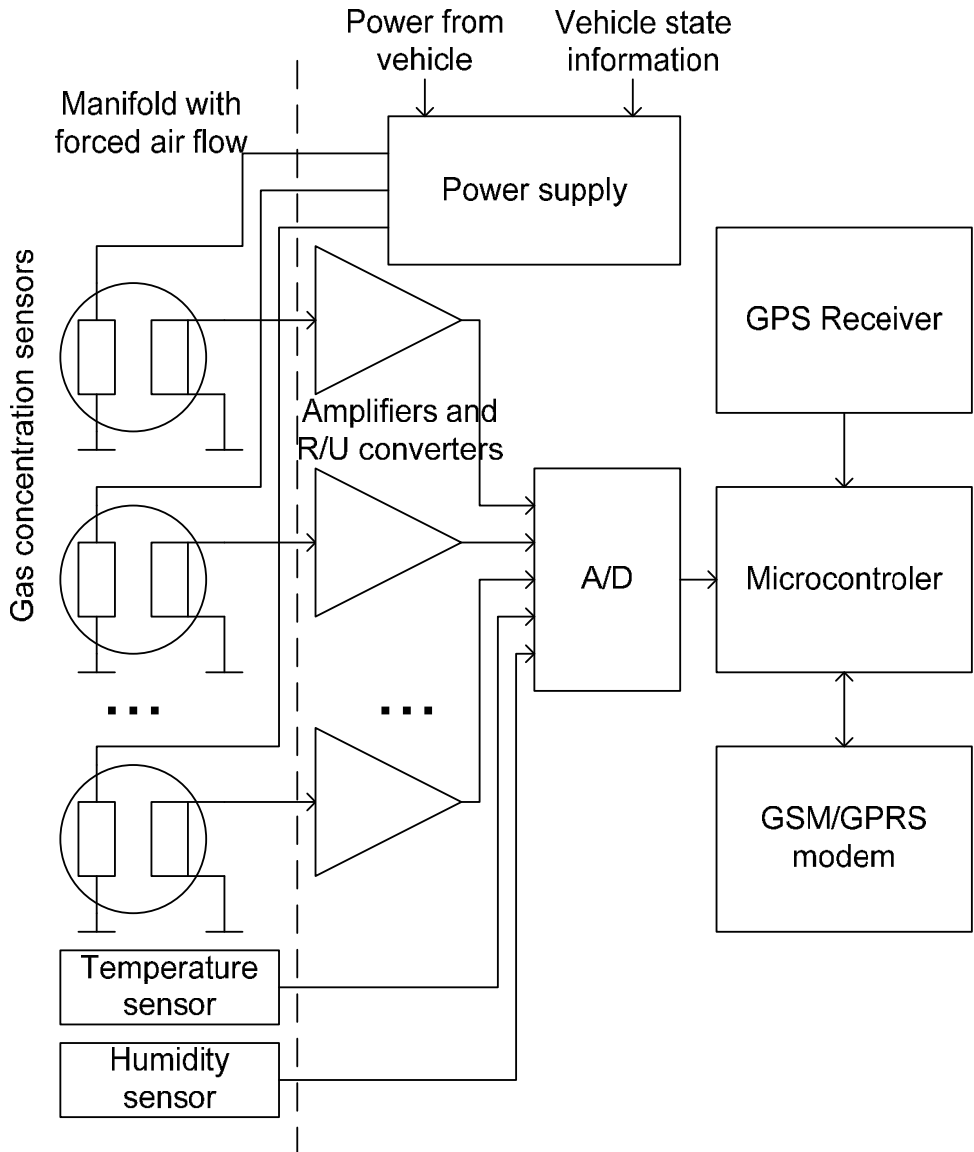 Power from
vehicle
Vehicle state
information
Manifold with
forced air flow
Power supply
Gas concentration sensors
GPS Receiver
Amplifiers and
R/U converters
A/D
Microcontroler
GSM/GPRS
modem
Temperature
sensor
Humidity
sensor